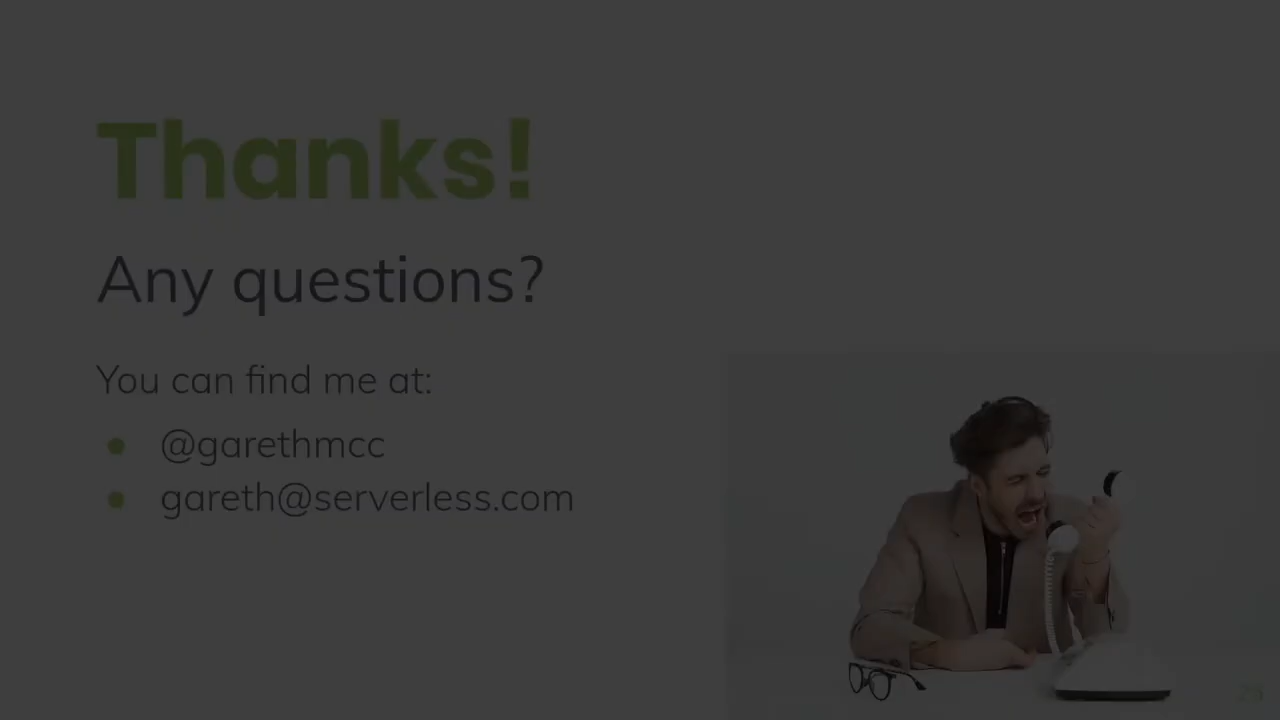 Thanks!
Any questions?
You can find me at:
@garethmcc
gareth@serverless.com